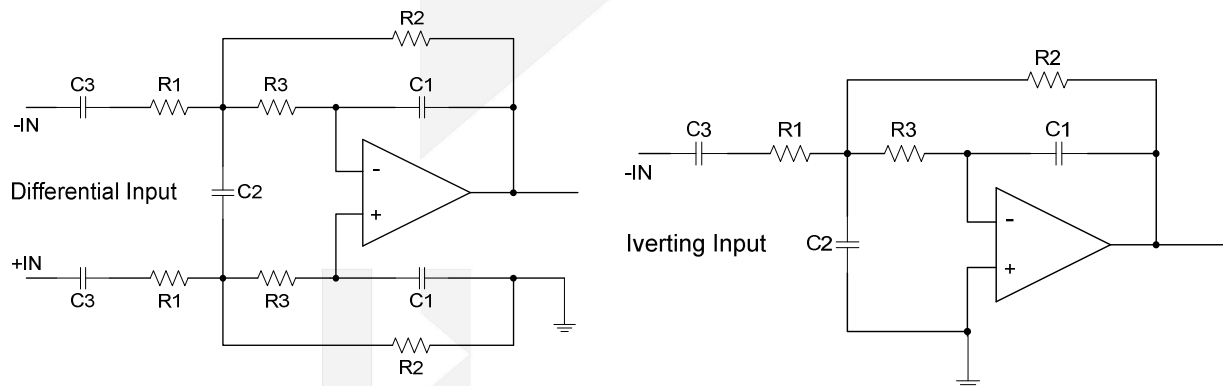 R2
C3 R1 R3 C1
-IN
-
Differential Input
C2
+
+IN
C3 R1 R3 C1
R2
R2
C3 R1 R3 C1
-IN
-
Iverting Input
C2
+